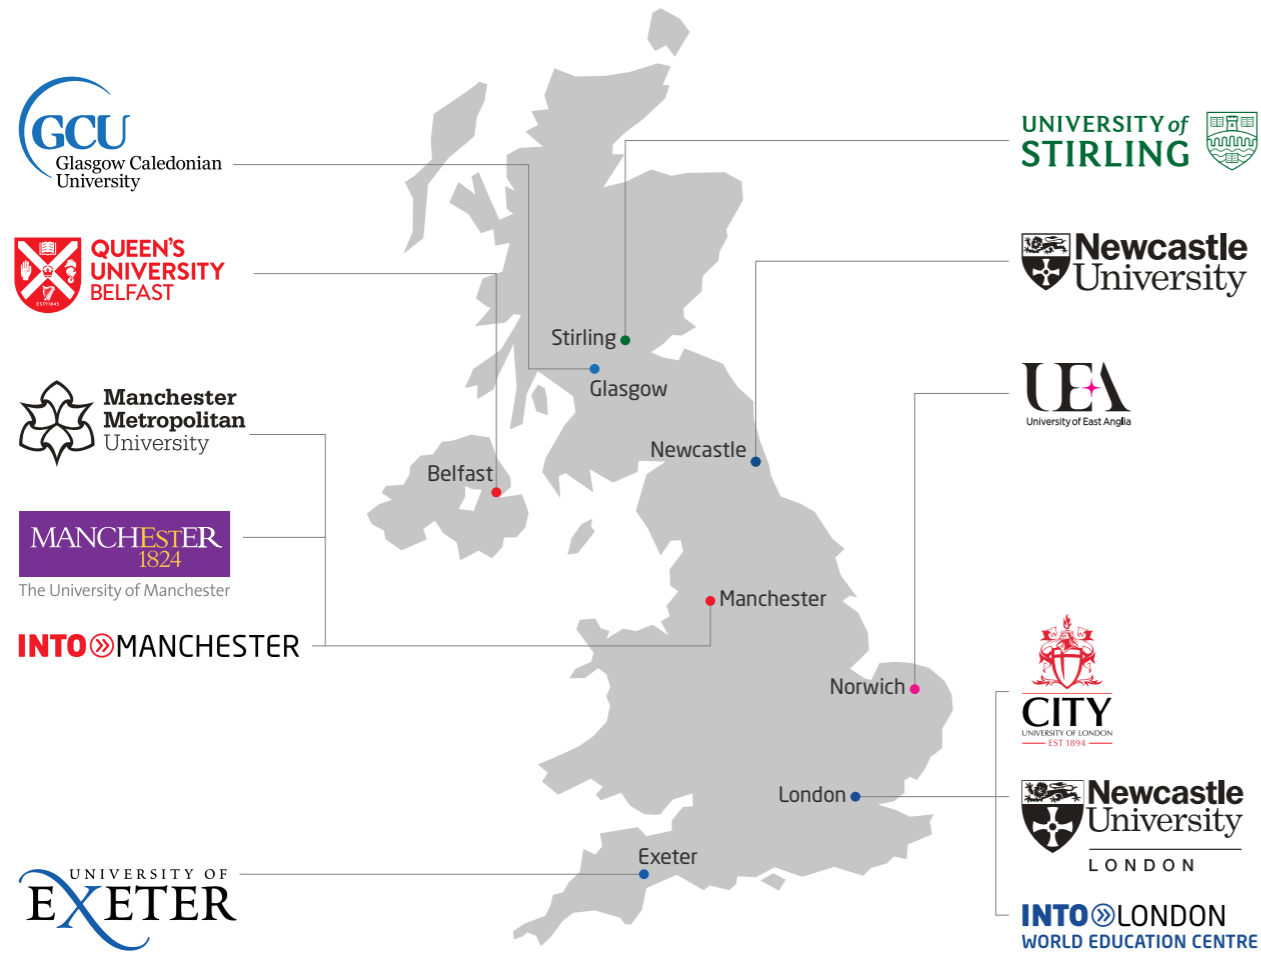 GCU
Glasgow Caledonian
University
QUEEN'S
UNIVERSITY
BELFAST
ESTD1845
Manchester
Metropolitan
University
MANCHEStER
1824
The University of Manchester
INTO MANCHESTER
UNIVERSITY OF
EXETER
Stirling
Glasgow
Newcastle
Belfast
Manchester
Norwich
London
Exeter
UNIVERSITY of
STIRLING
Newcastle
University
UEA
University of East Anglia
CITY
UNIVERSITY OF LONDON
EST 1894
Newcastle
University
LONDON
INTO LONDON
WORLD EDUCATION CENTRE